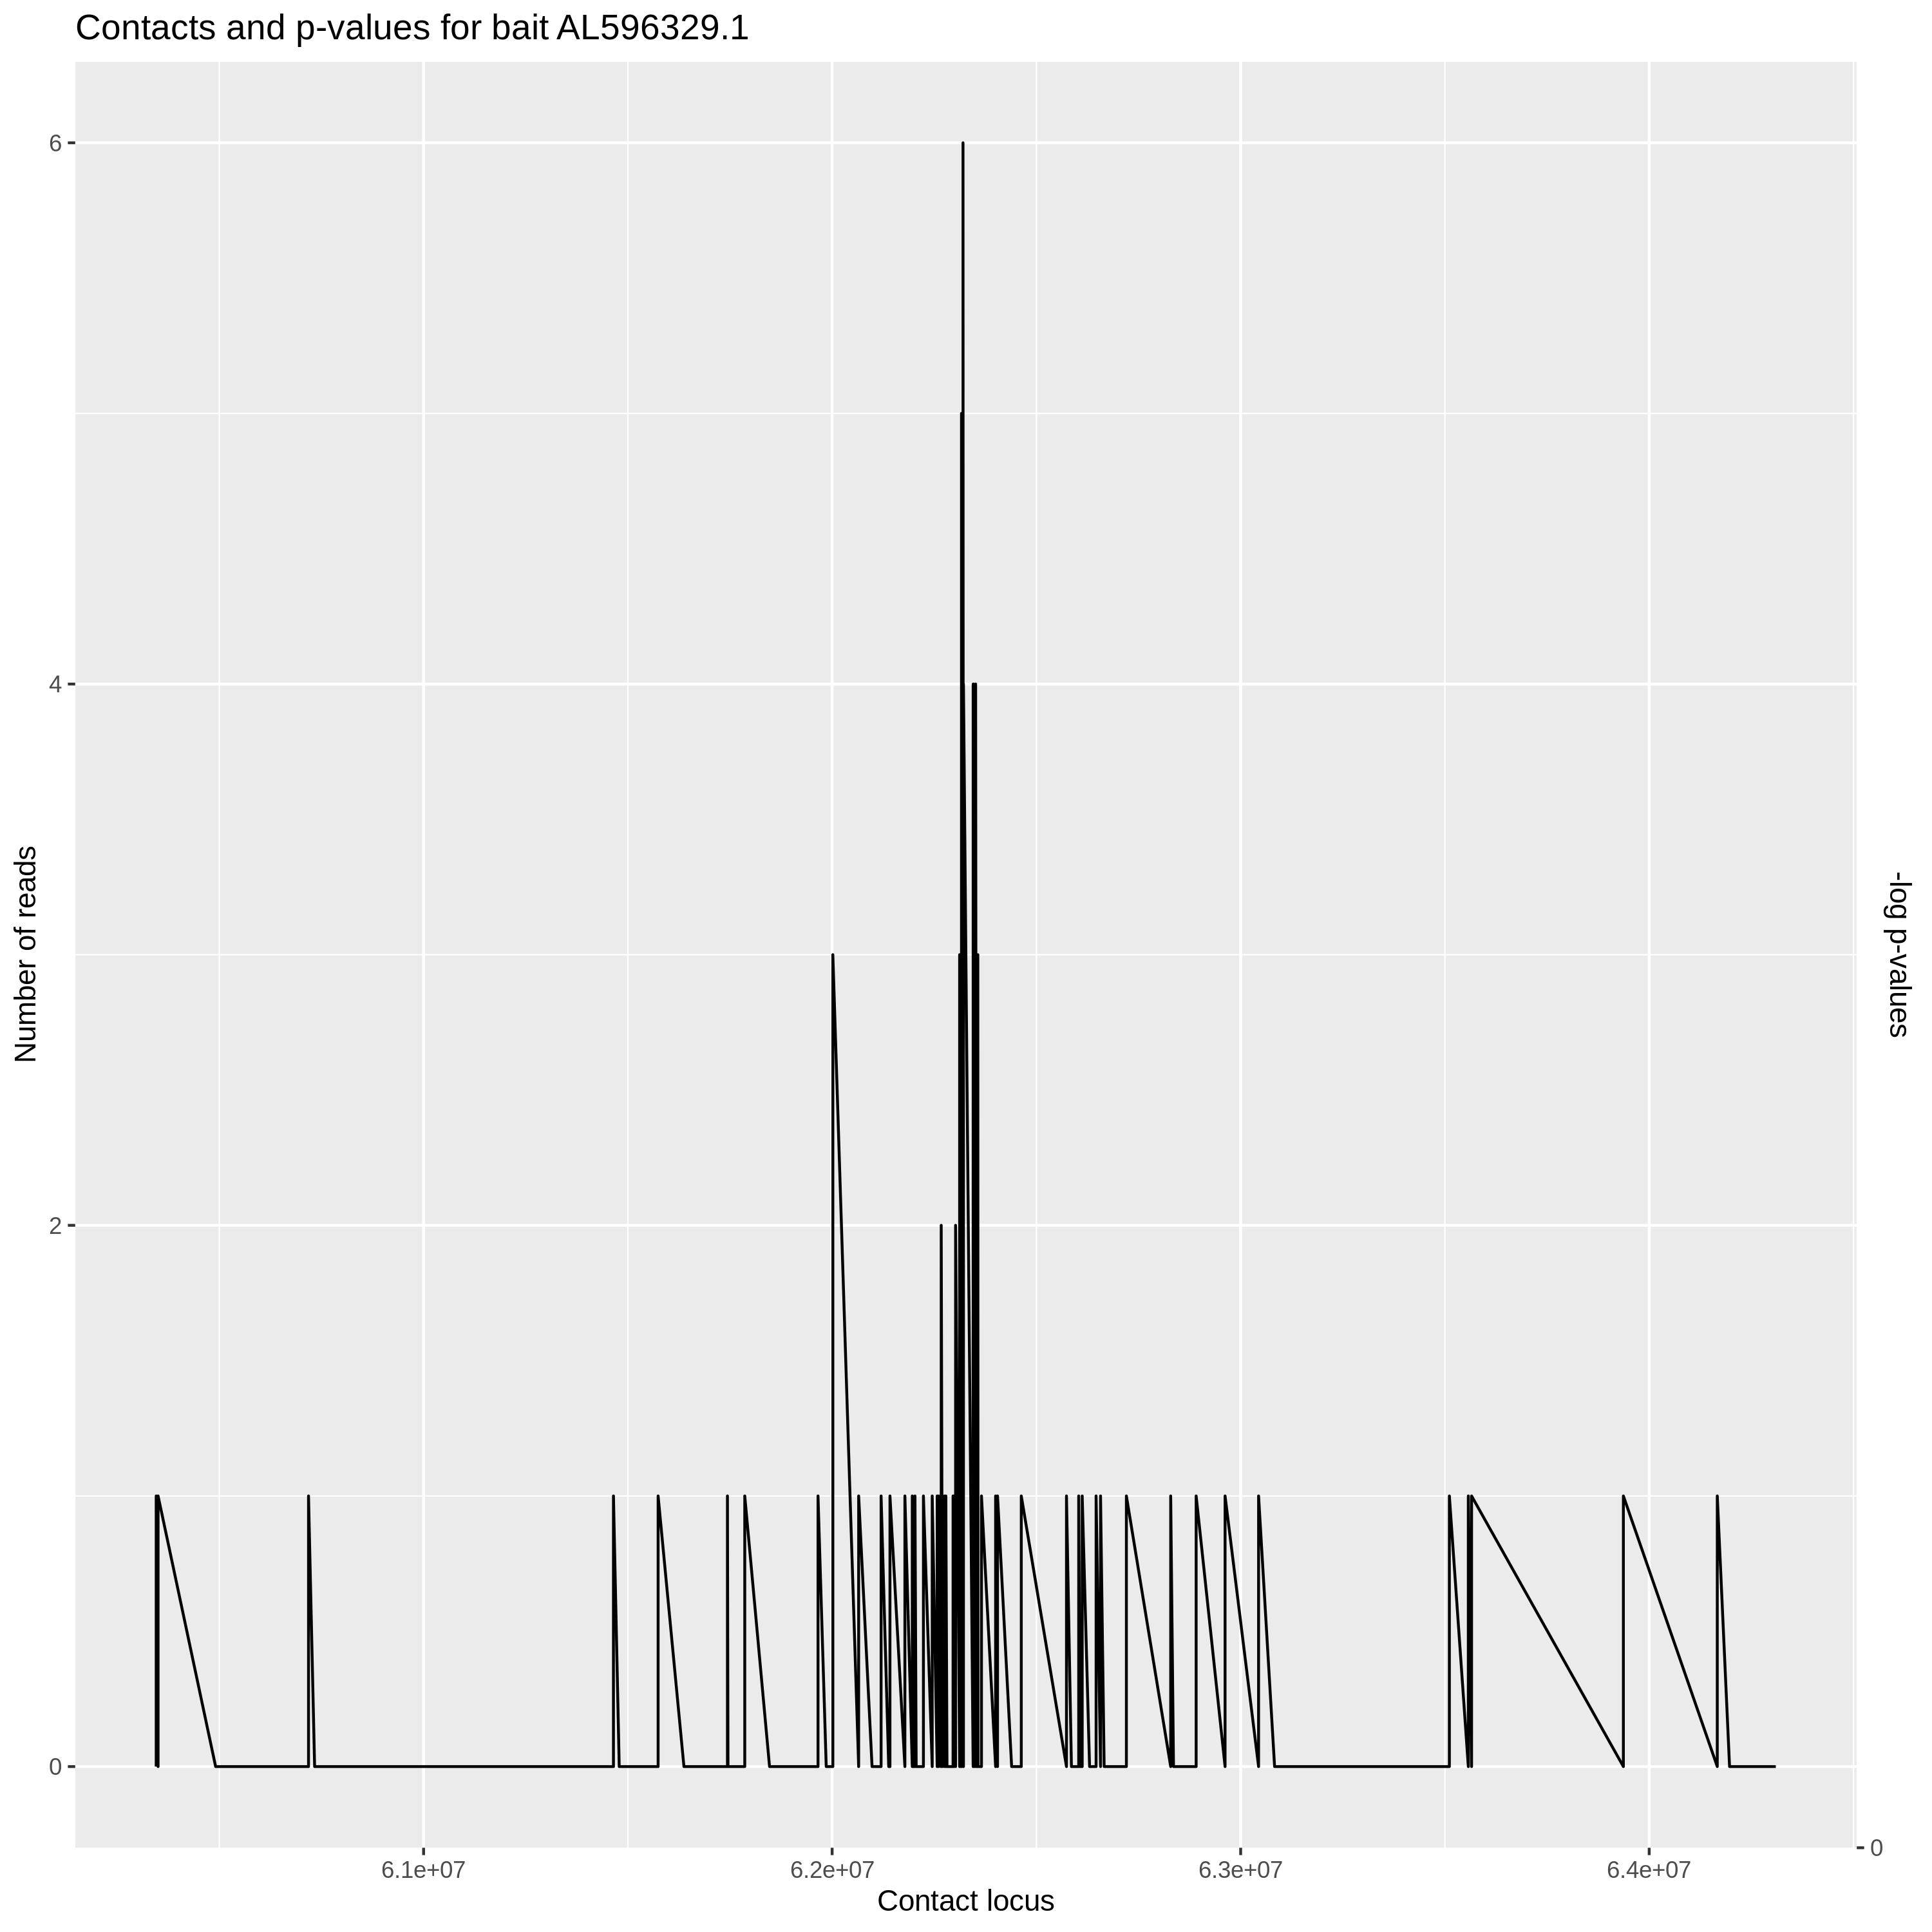 Contacts and p-values for bait AL596329.1
6
4
2
0
Number of reads
-log p-values
0
6.1e+07
6.2e+07
6.3e+07
6.4e+07
Contact locus